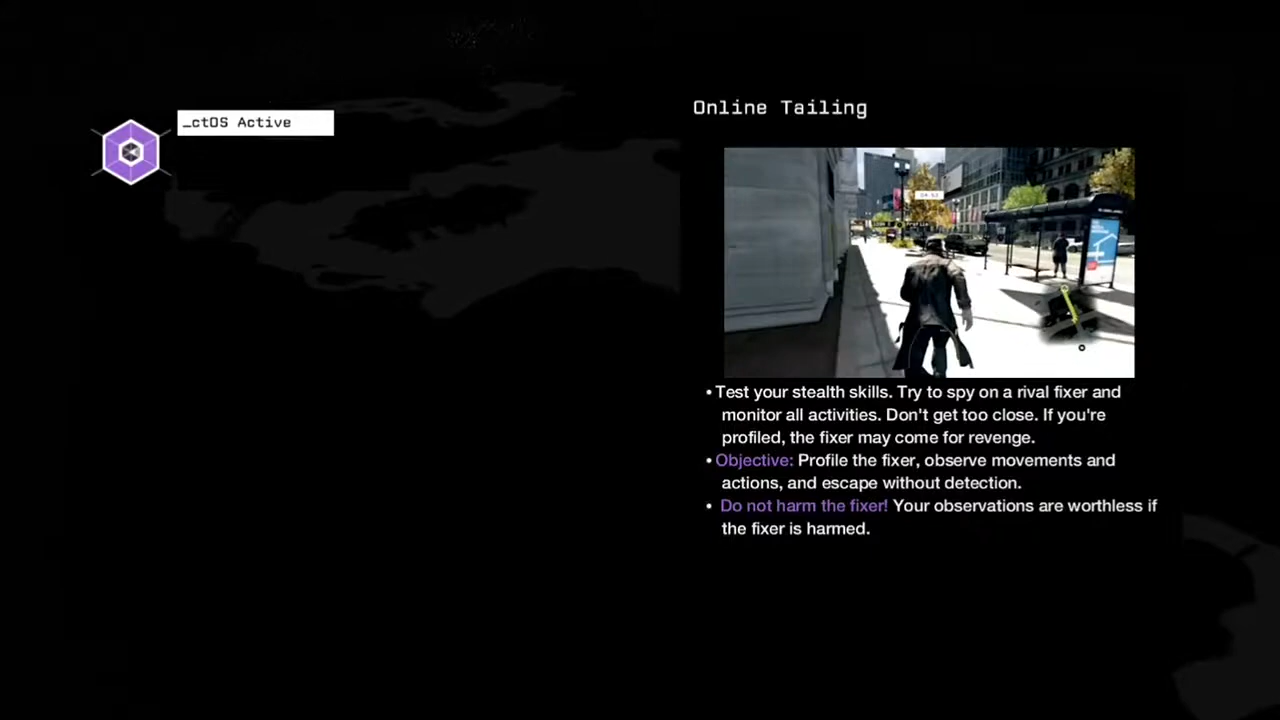 _ctOS Active
Online Tailing
• Test your stealth skills. Try to spy on a rival fixer and
monitor all activities. Don't get too close. If you're
profiled, the fixer may come for revenge.
• Objective: Profile the fixer, observe movements and
actions, and escape without detection.
• Do not harm the fixer! Your observations are worthless if
the fixer is harmed.